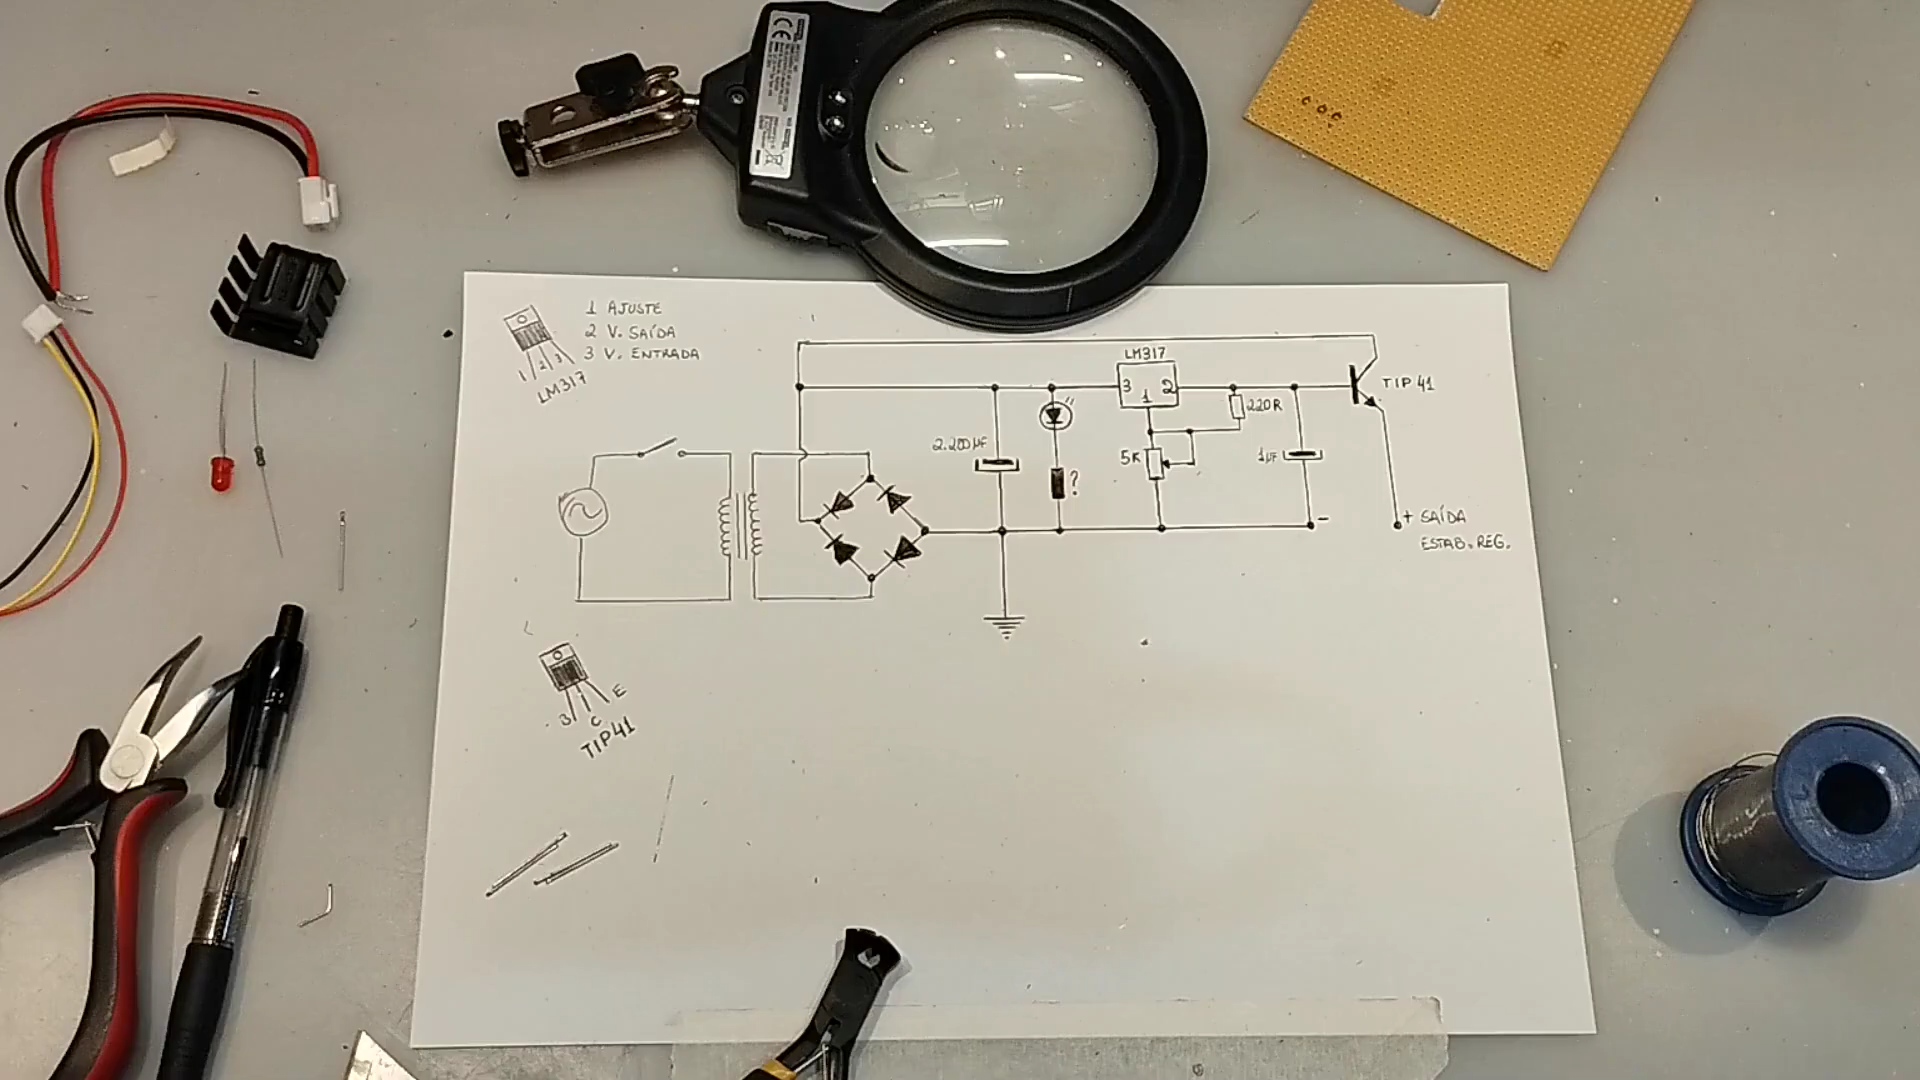 1 AJUSTE
2 V. SAÍDA
3 V. ENTRADA
1 2 3
LM317
LM317
3 2
1
TIP 41
220R
2.200µF
5K
1µF
?
-
+ SAÍDA
ESTAB. REG.
B C E
TIP41
CE